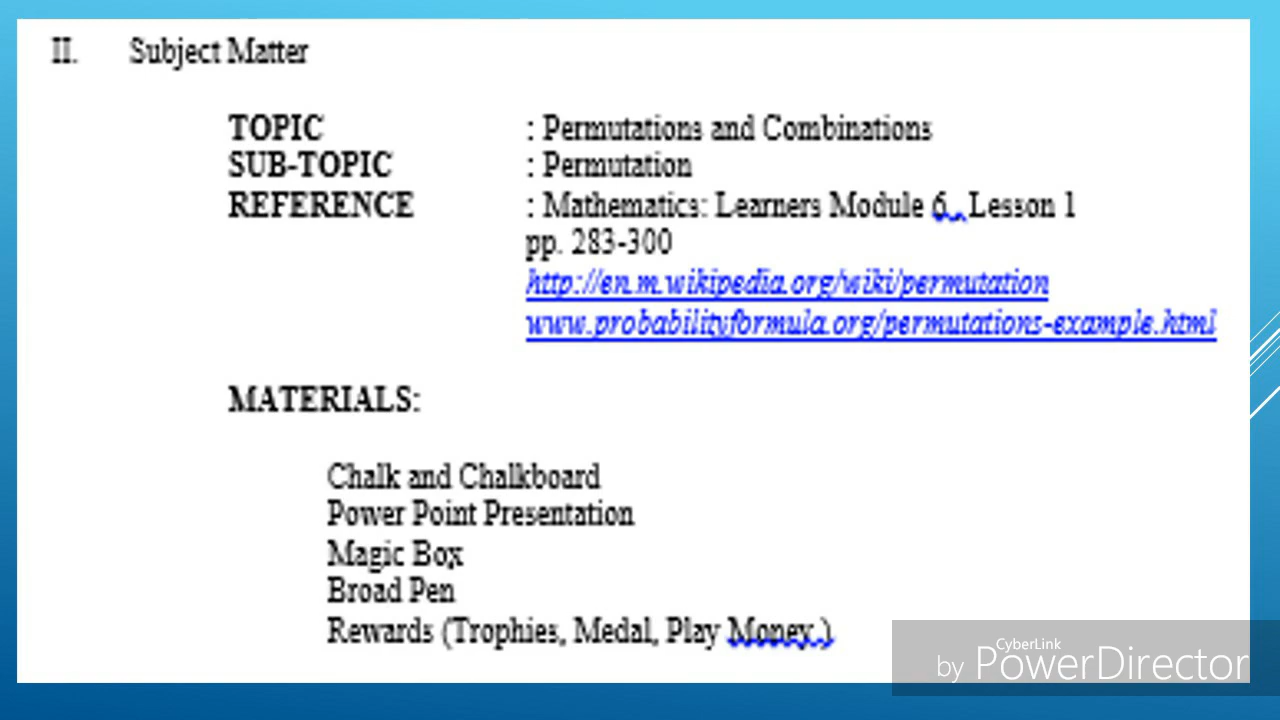 II. Subject Matter
TOPIC : Permutations and Combinations
SUB-TOPIC : Permutation
REFERENCE : Mathematics: Learners Module 6 , Lesson 1
pp. 283-300
http://en.m.wikipedia.org/wiki/permutation
www.probabilityformula.org/permutations-example.html
MATERIALS:
Chalk and Chalkboard
Power Point Presentation
Magic Box
Broad Pen
Rewards (Trophies, Medal, Play Money )
CyberLink
by PowerDirector